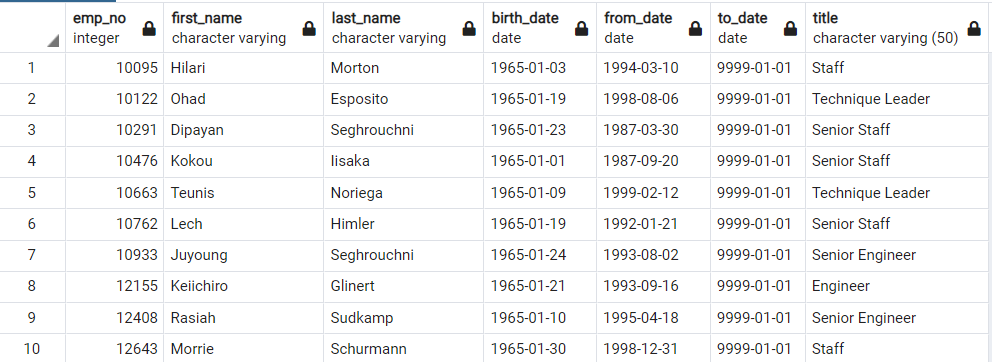 emp_no first_name last_name birth_date from_date to_date title
integer character varying character varying date date date character varying (50)
1 10095 Hilari Morton 1965-01-03 1994-03-10 9999-01-01 Staff
2 10122 Ohad Esposito 1965-01-19 1998-08-06 9999-01-01 Technique Leader
3 10291 Dipayan Seghrouchni 1965-01-23 1987-03-30 9999-01-01 Senior Staff
4 10476 Kokou Iisaka 1965-01-01 1987-09-20 9999-01-01 Senior Staff
5 10663 Teunis Noriega 1965-01-09 1999-02-12 9999-01-01 Technique Leader
6 10762 Lech Himler 1965-01-19 1992-01-21 9999-01-01 Senior Staff
7 10933 Juyoung Seghrouchni 1965-01-24 1993-08-02 9999-01-01 Senior Engineer
8 12155 Keiichiro Glinert 1965-01-21 1993-09-16 9999-01-01 Engineer
9 12408 Rasiah Sudkamp 1965-01-10 1995-04-18 9999-01-01 Senior Engineer
10 12643 Morrie Schurmann 1965-01-30 1998-12-31 9999-01-01 Staff